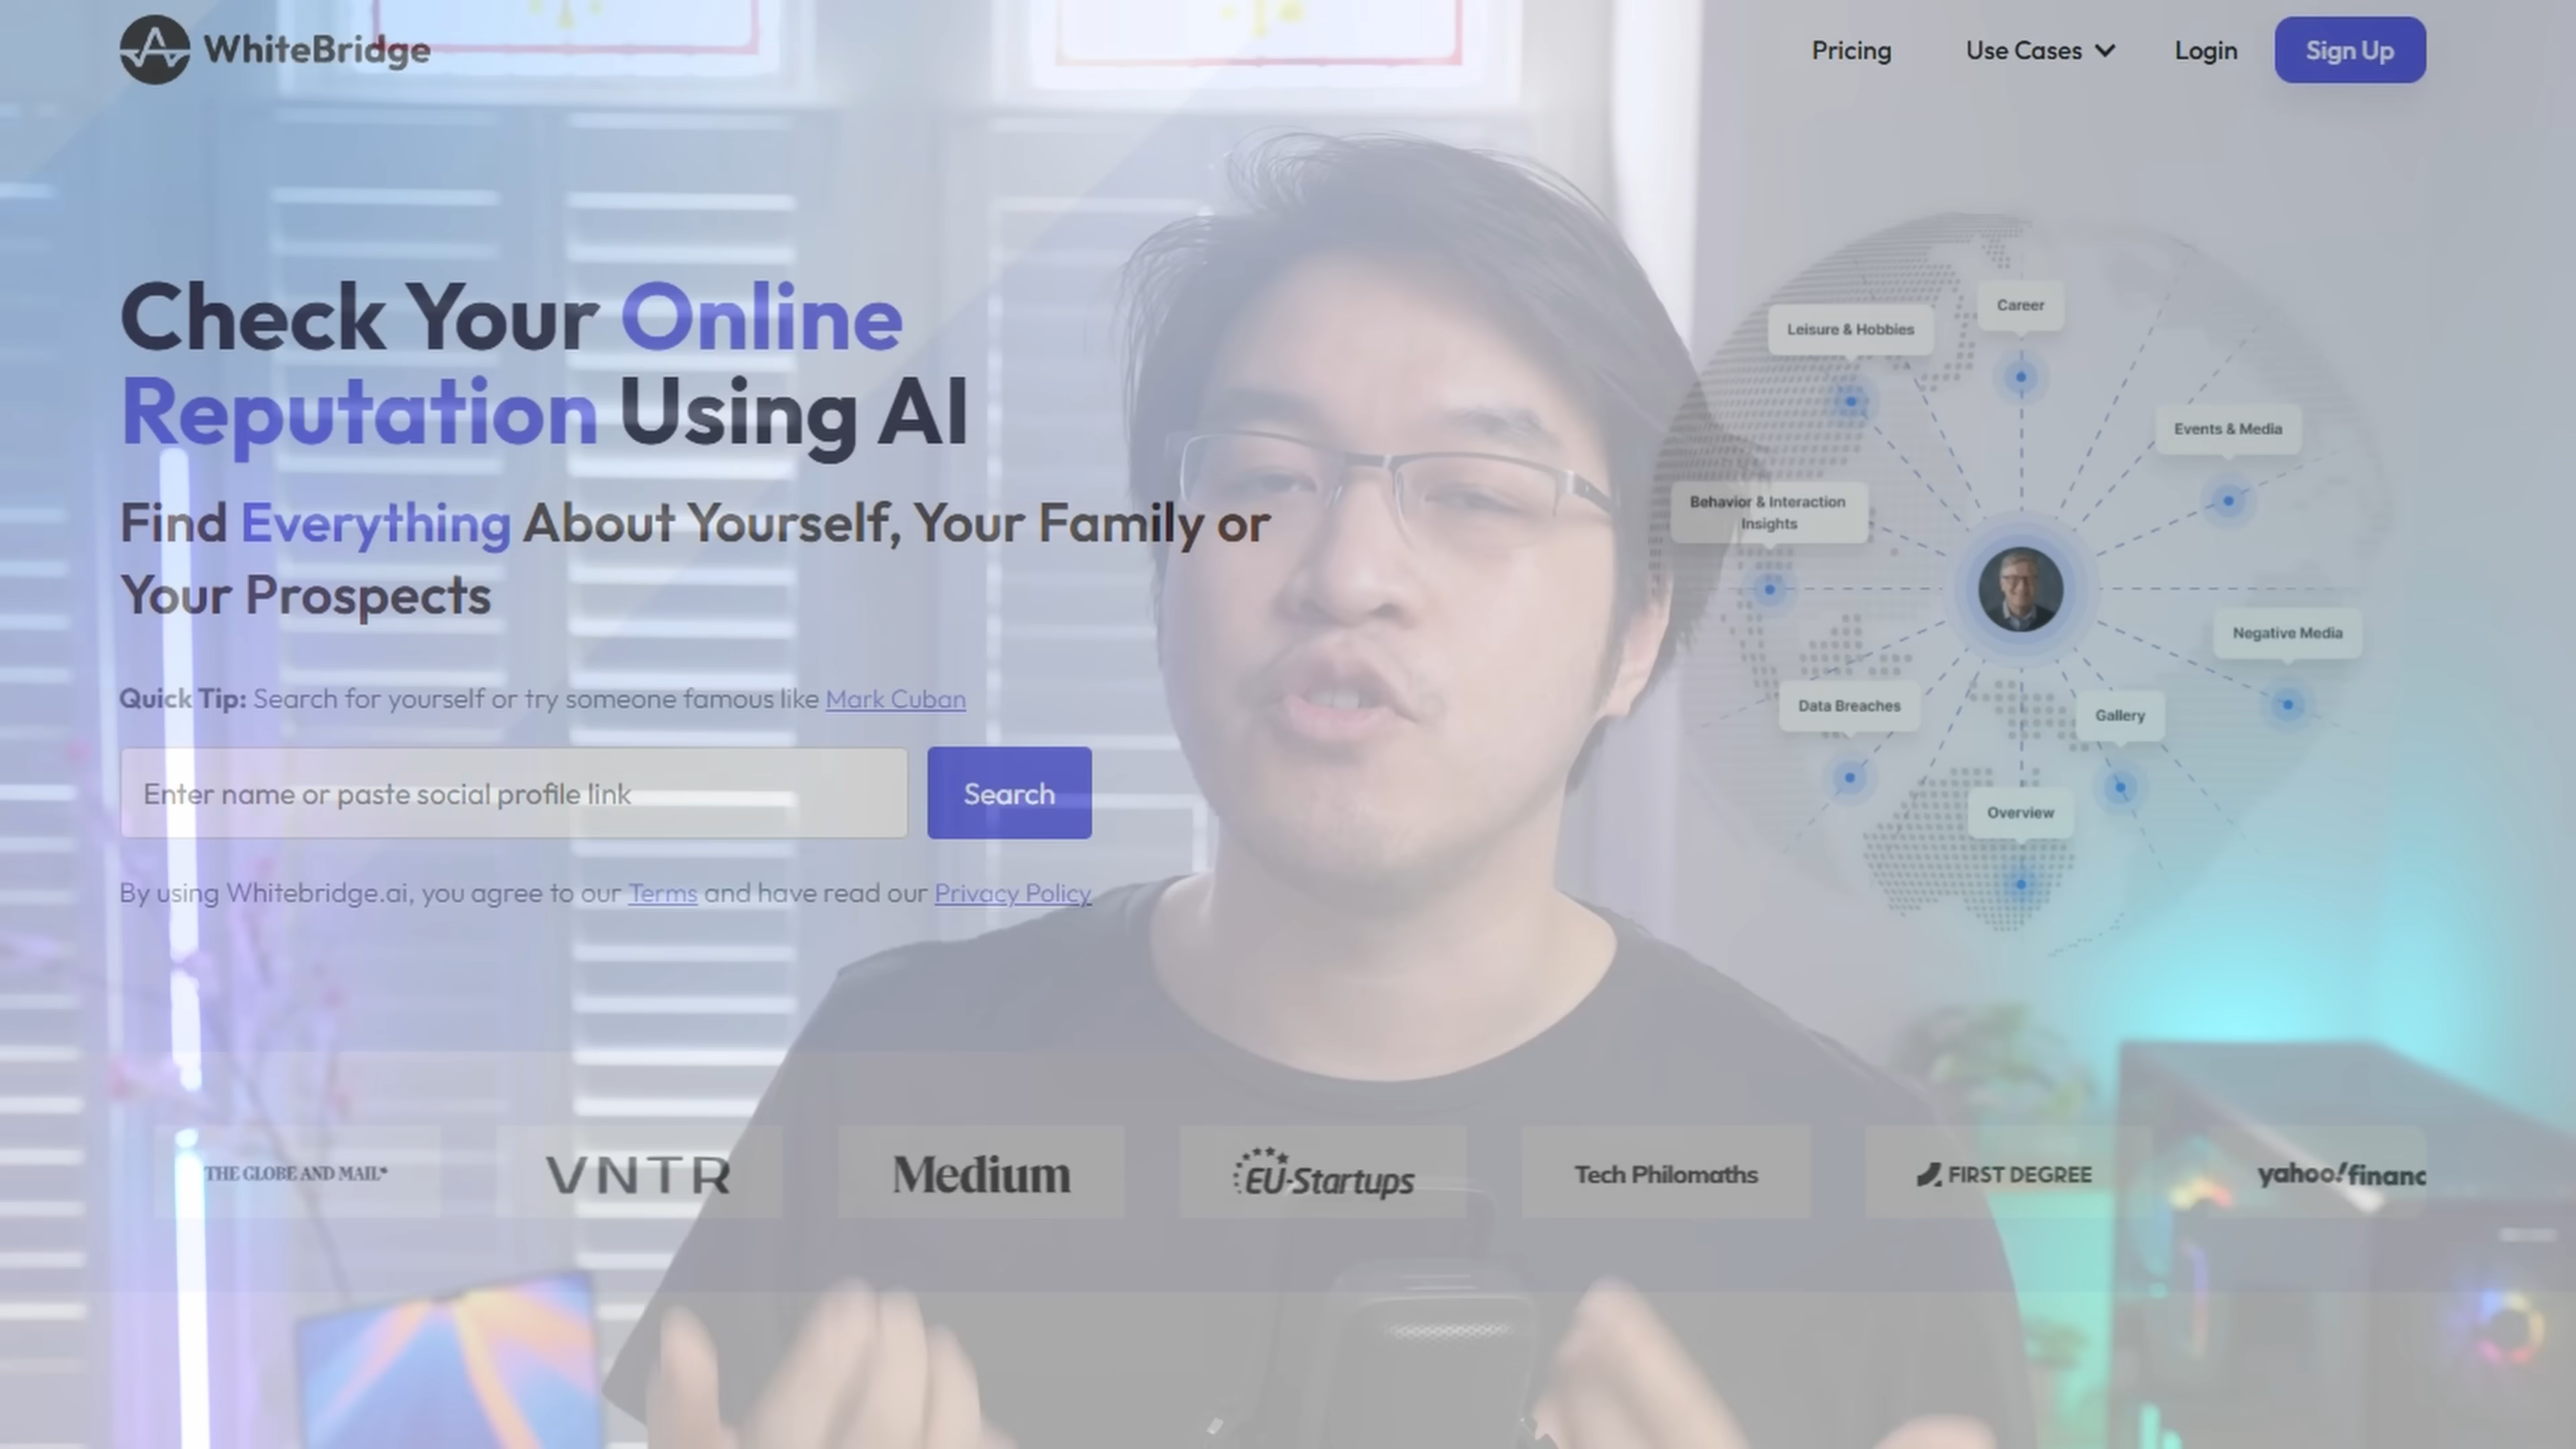 WhiteBridge
Pricing
Use Cases
Login
Sign Up
Check Your Online
Reputation Using AI
Find Everything About Yourself, Your Family or
Your Prospects
Quick Tip: Search for yourself or try someone famous like Mark Cuban
Enter name or paste social profile link
Search
By using Whitebridge.ai, you agree to our Terms and have read our Privacy Policy
Career
Leisure & Hobbies
Events & Media
Behavior & Interaction
Insights
Negative Media
Data Breaches
Gallery
Overview
THE GLOBE AND MAIL*
VNTR
Medium
EU-Startups
Tech Philomaths
FIRST DEGREE
yahoo!financ